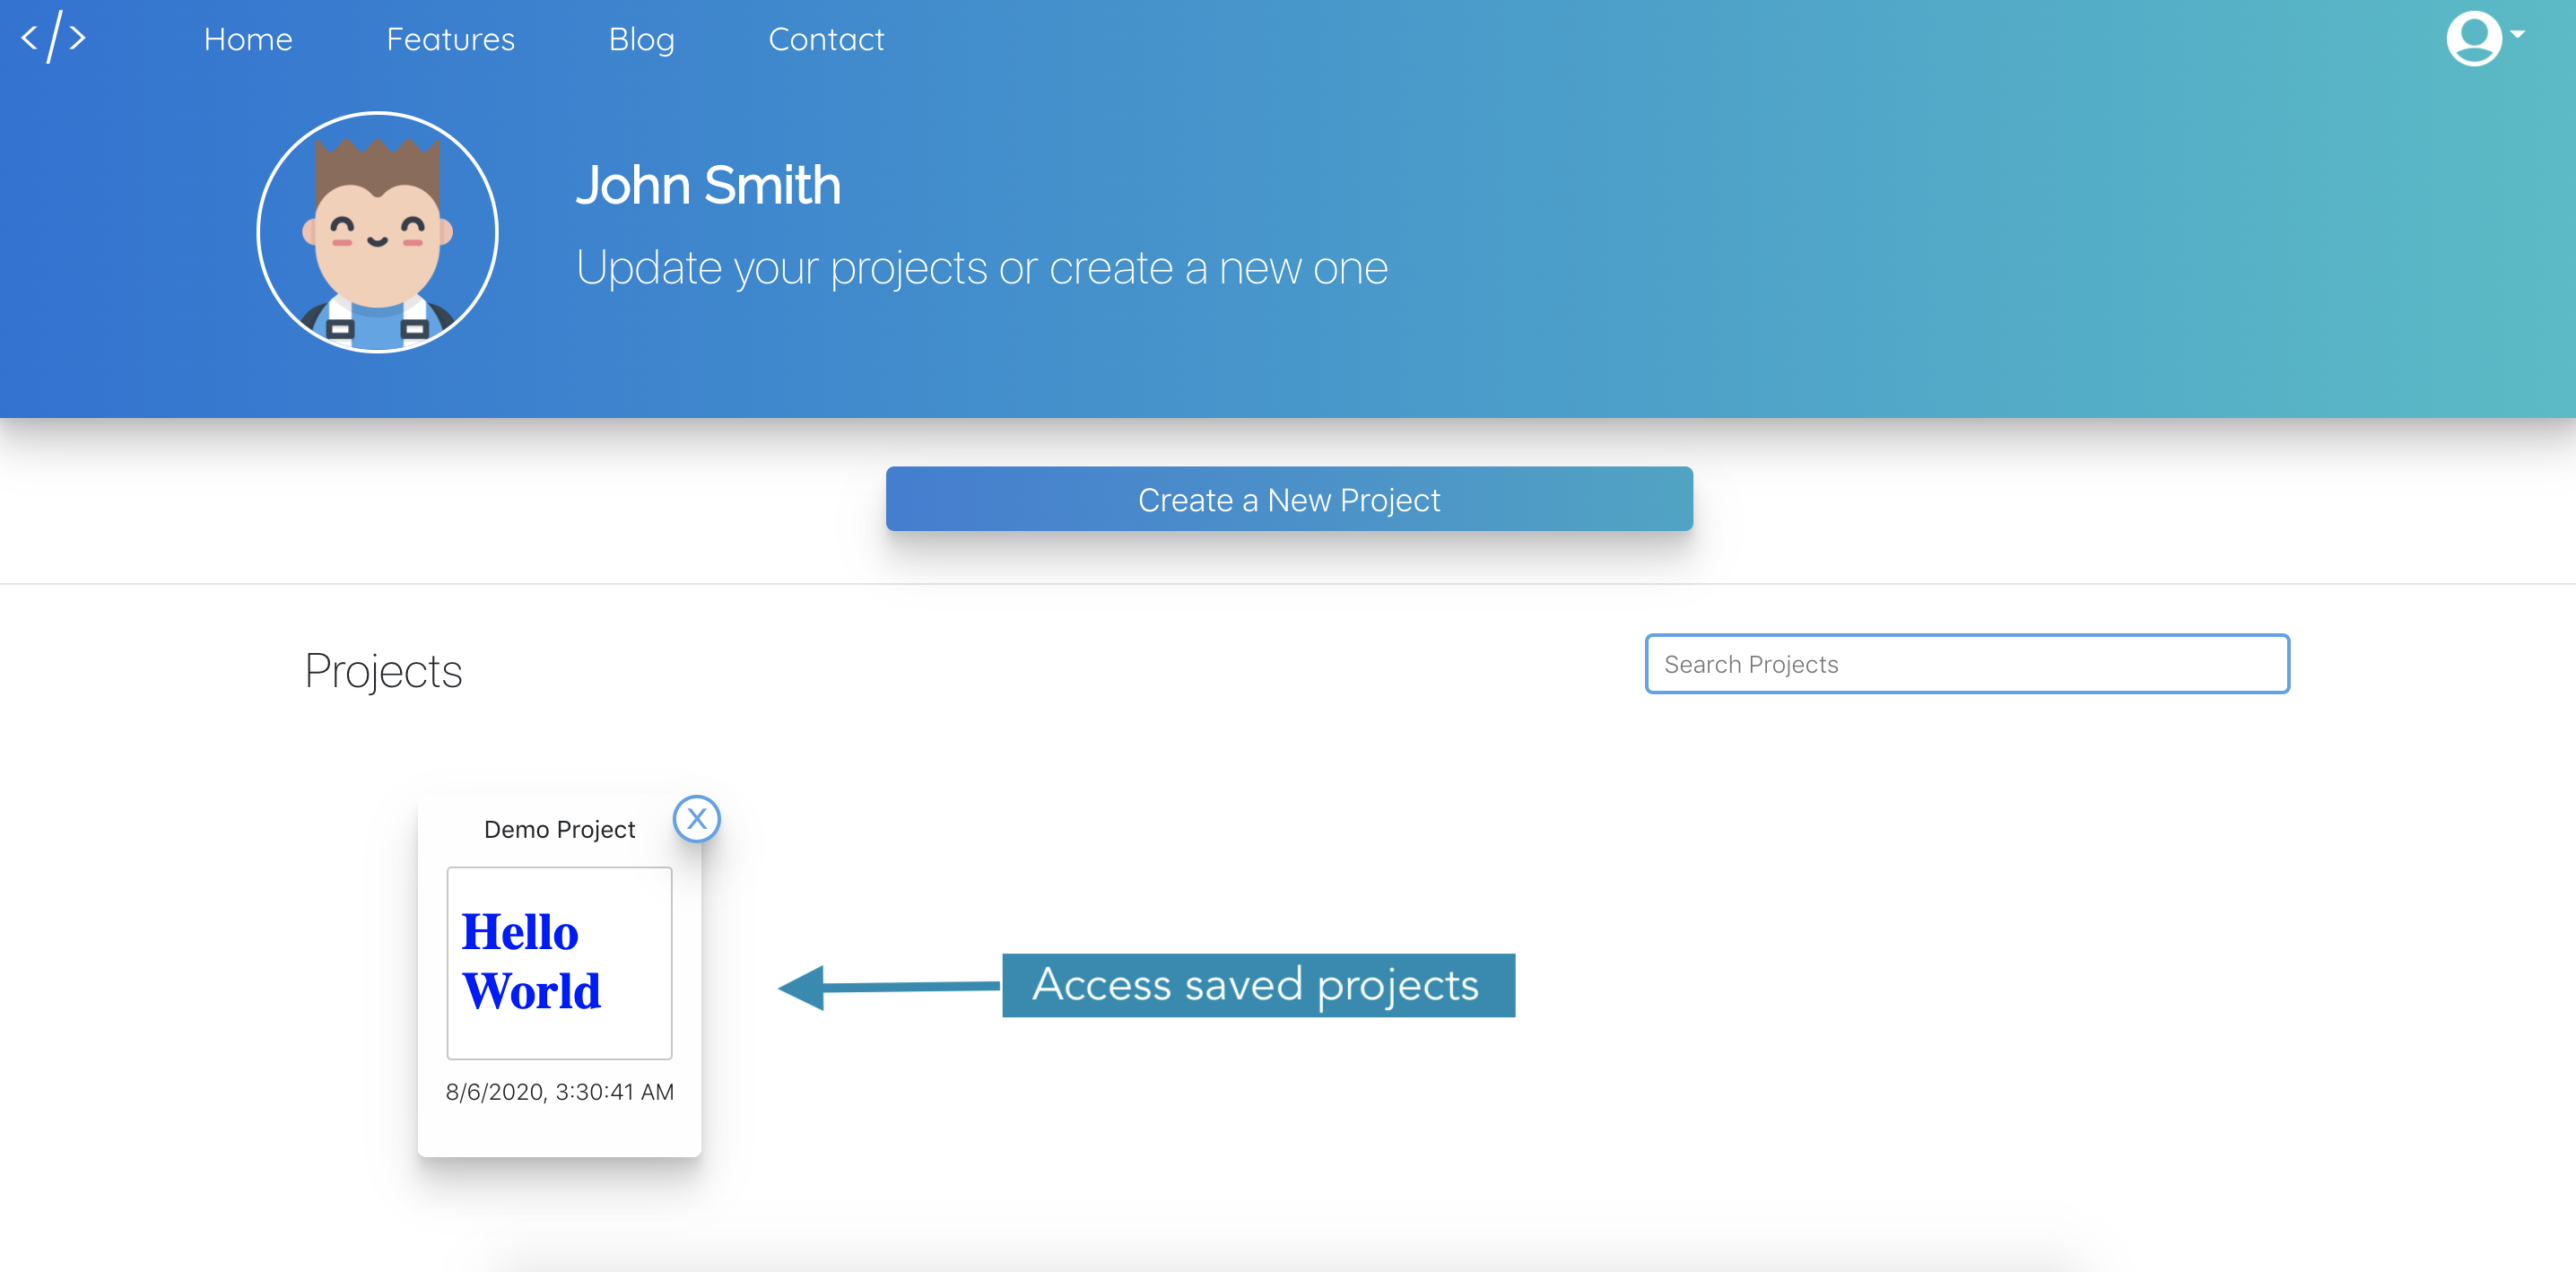 </>
Home
Features
Blog
Contact
John Smith
Update your projects or create a new one
Create a New Project
Projects
Search Projects
Demo Project
X
Hello
World
8/6/2020, 3:30:41 AM
Access saved projects